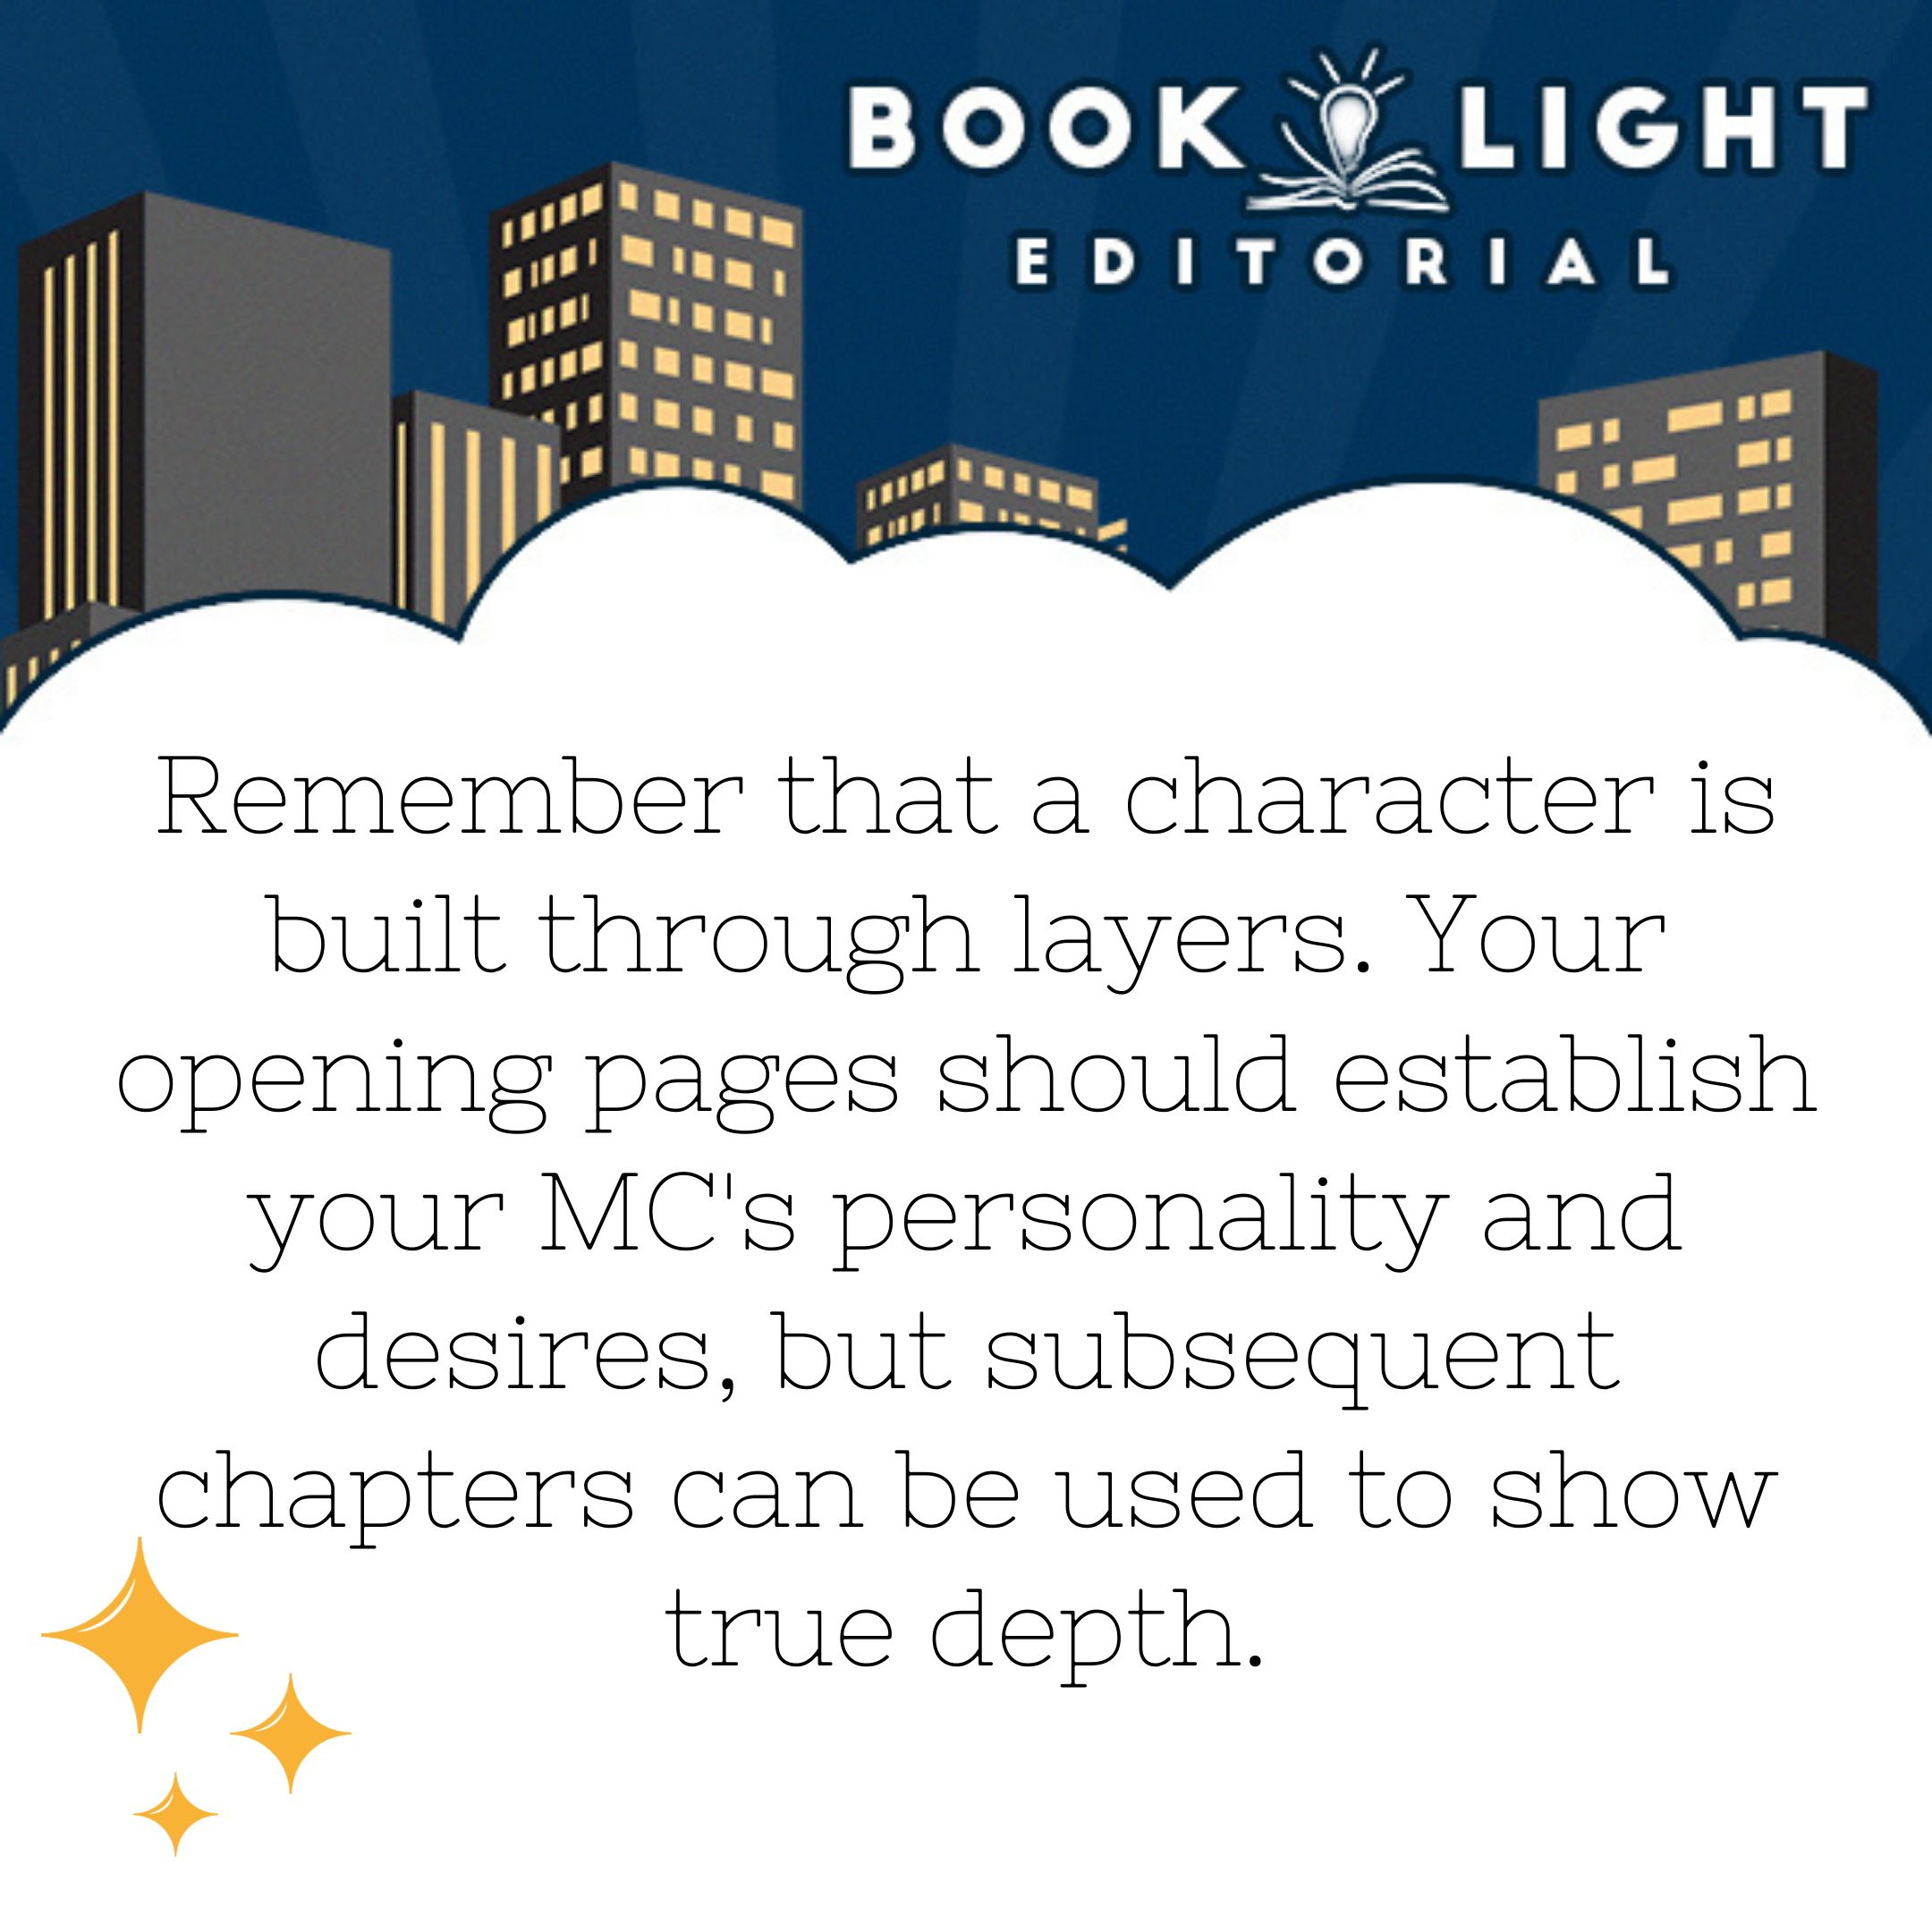 BOOK LIGHT
EDITORIAL
Remember that a character is
built through layers. Your
opening pages should establish
your MC's personality and
desires, but subsequent
chapters can be used to show
true depth.